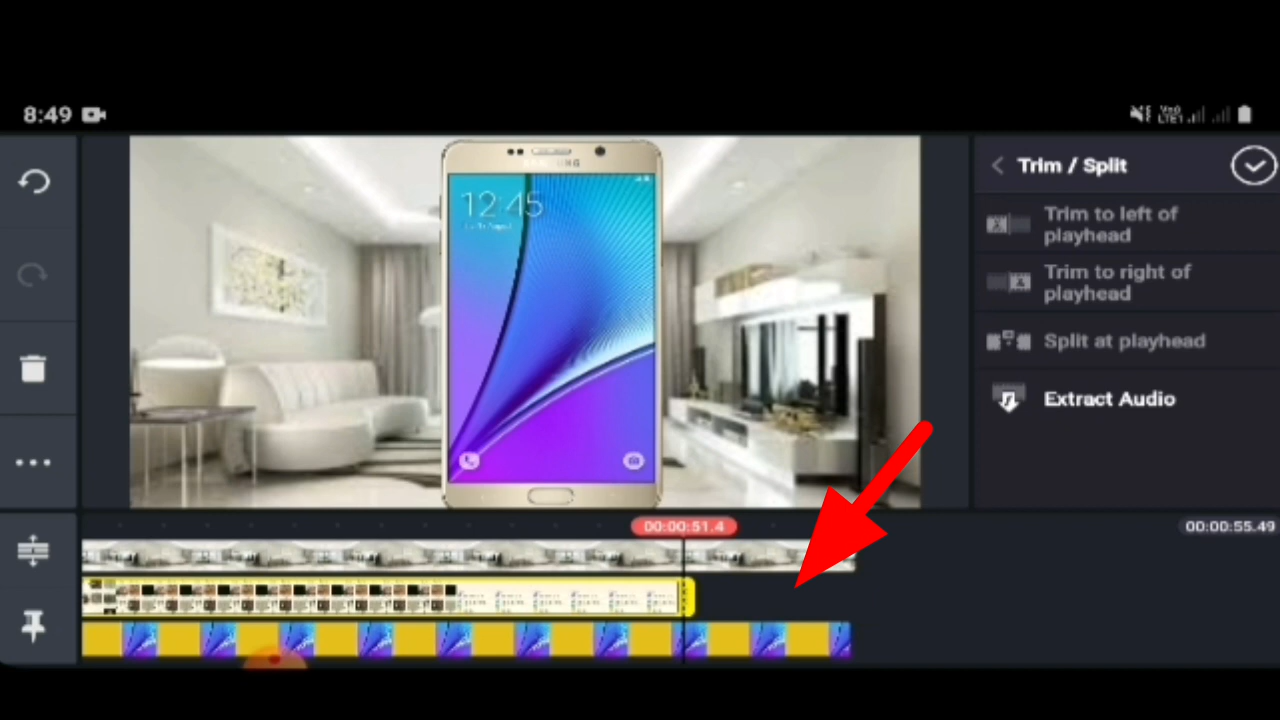 8:49
Trim / Split
Trim to left of
playhead
Trim to right of
playhead
Split at playhead
Extract Audio
SAMSUNG
12:45
00:00:51.4
00:00:55.49